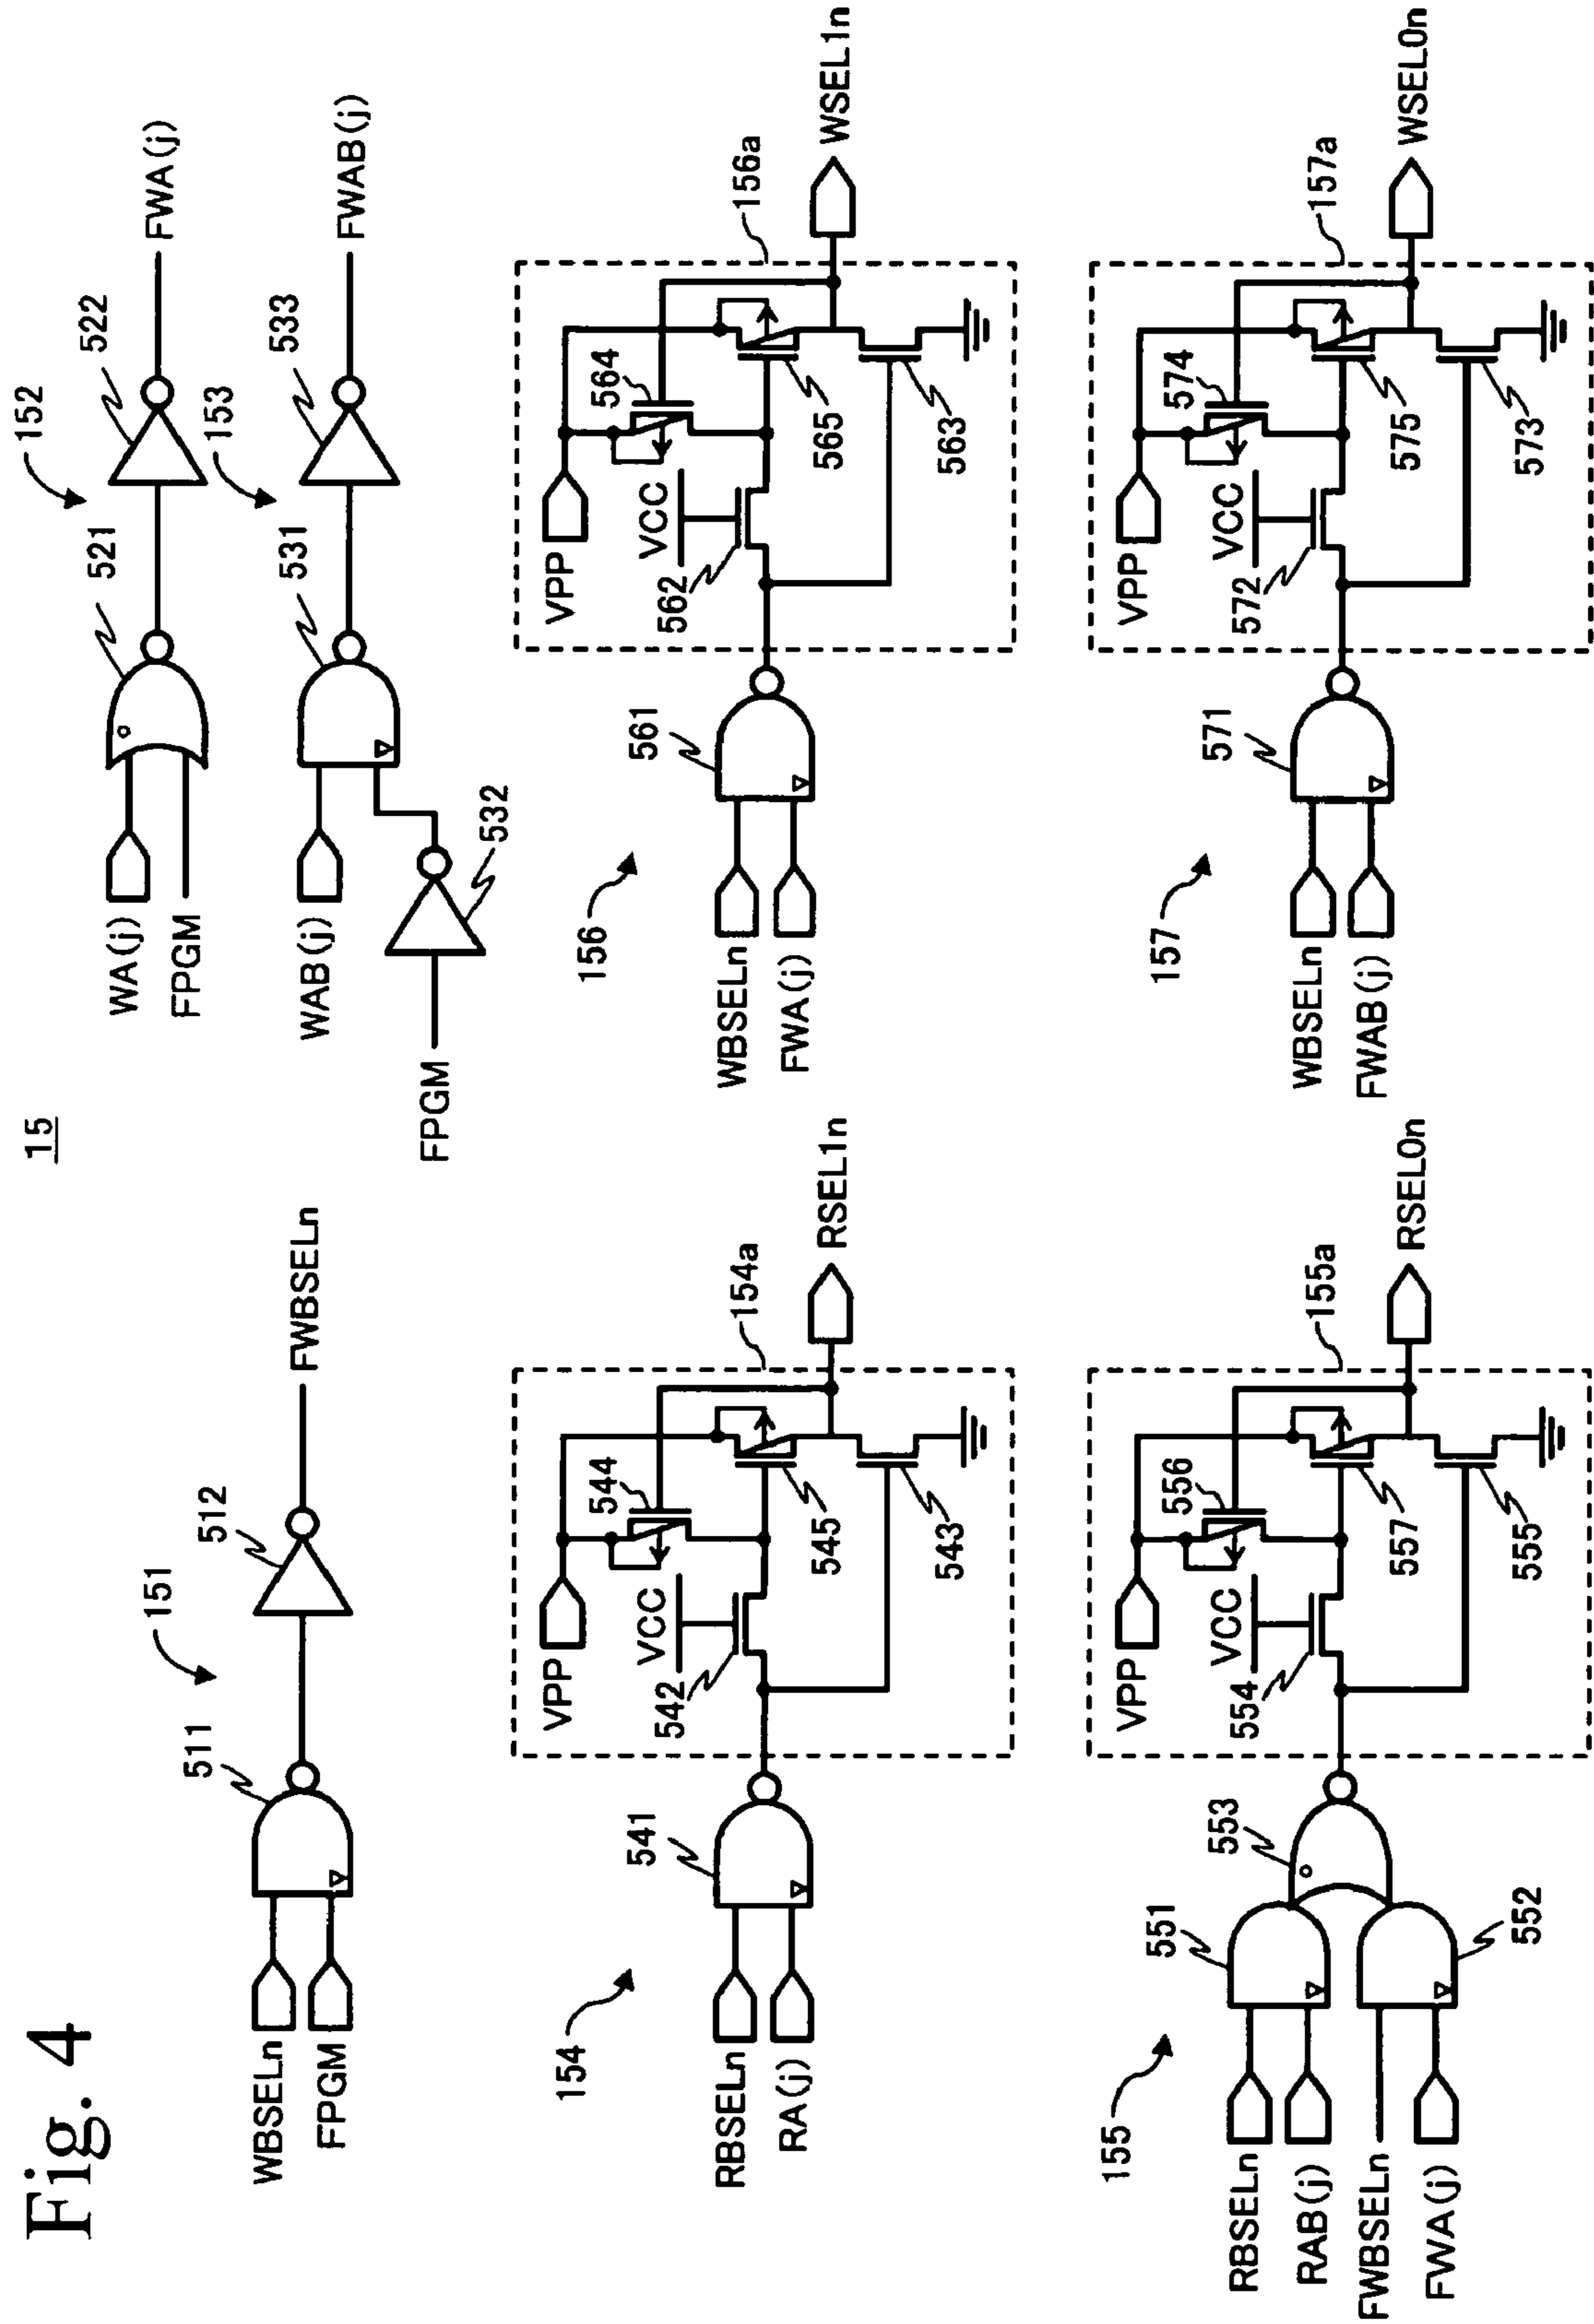 Fig. 4
15
151
511
512
WBSELn
FPGM
FWBSELn
152
521
522
WA(j)
FPGM
FWA(j)
153
531
533
WAB(j)
FPGM
532
FWAB(j)
154
541
RBSELn
RA(j)
VPP
VCC
542
544
545
543
154a
RSEL1n
156
561
WBSELn
FWA(j)
VPP
VCC
562
564
565
563
156a
WSEL1n
155
551
553
552
RBSELn
RAB(j)
FWBSELn
FWA(j)
VPP
VCC
554
556
557
555
155a
RSEL0n
157
571
WBSELn
FWAB(j)
VPP
VCC
572
574
575
573
157a
WSEL0n